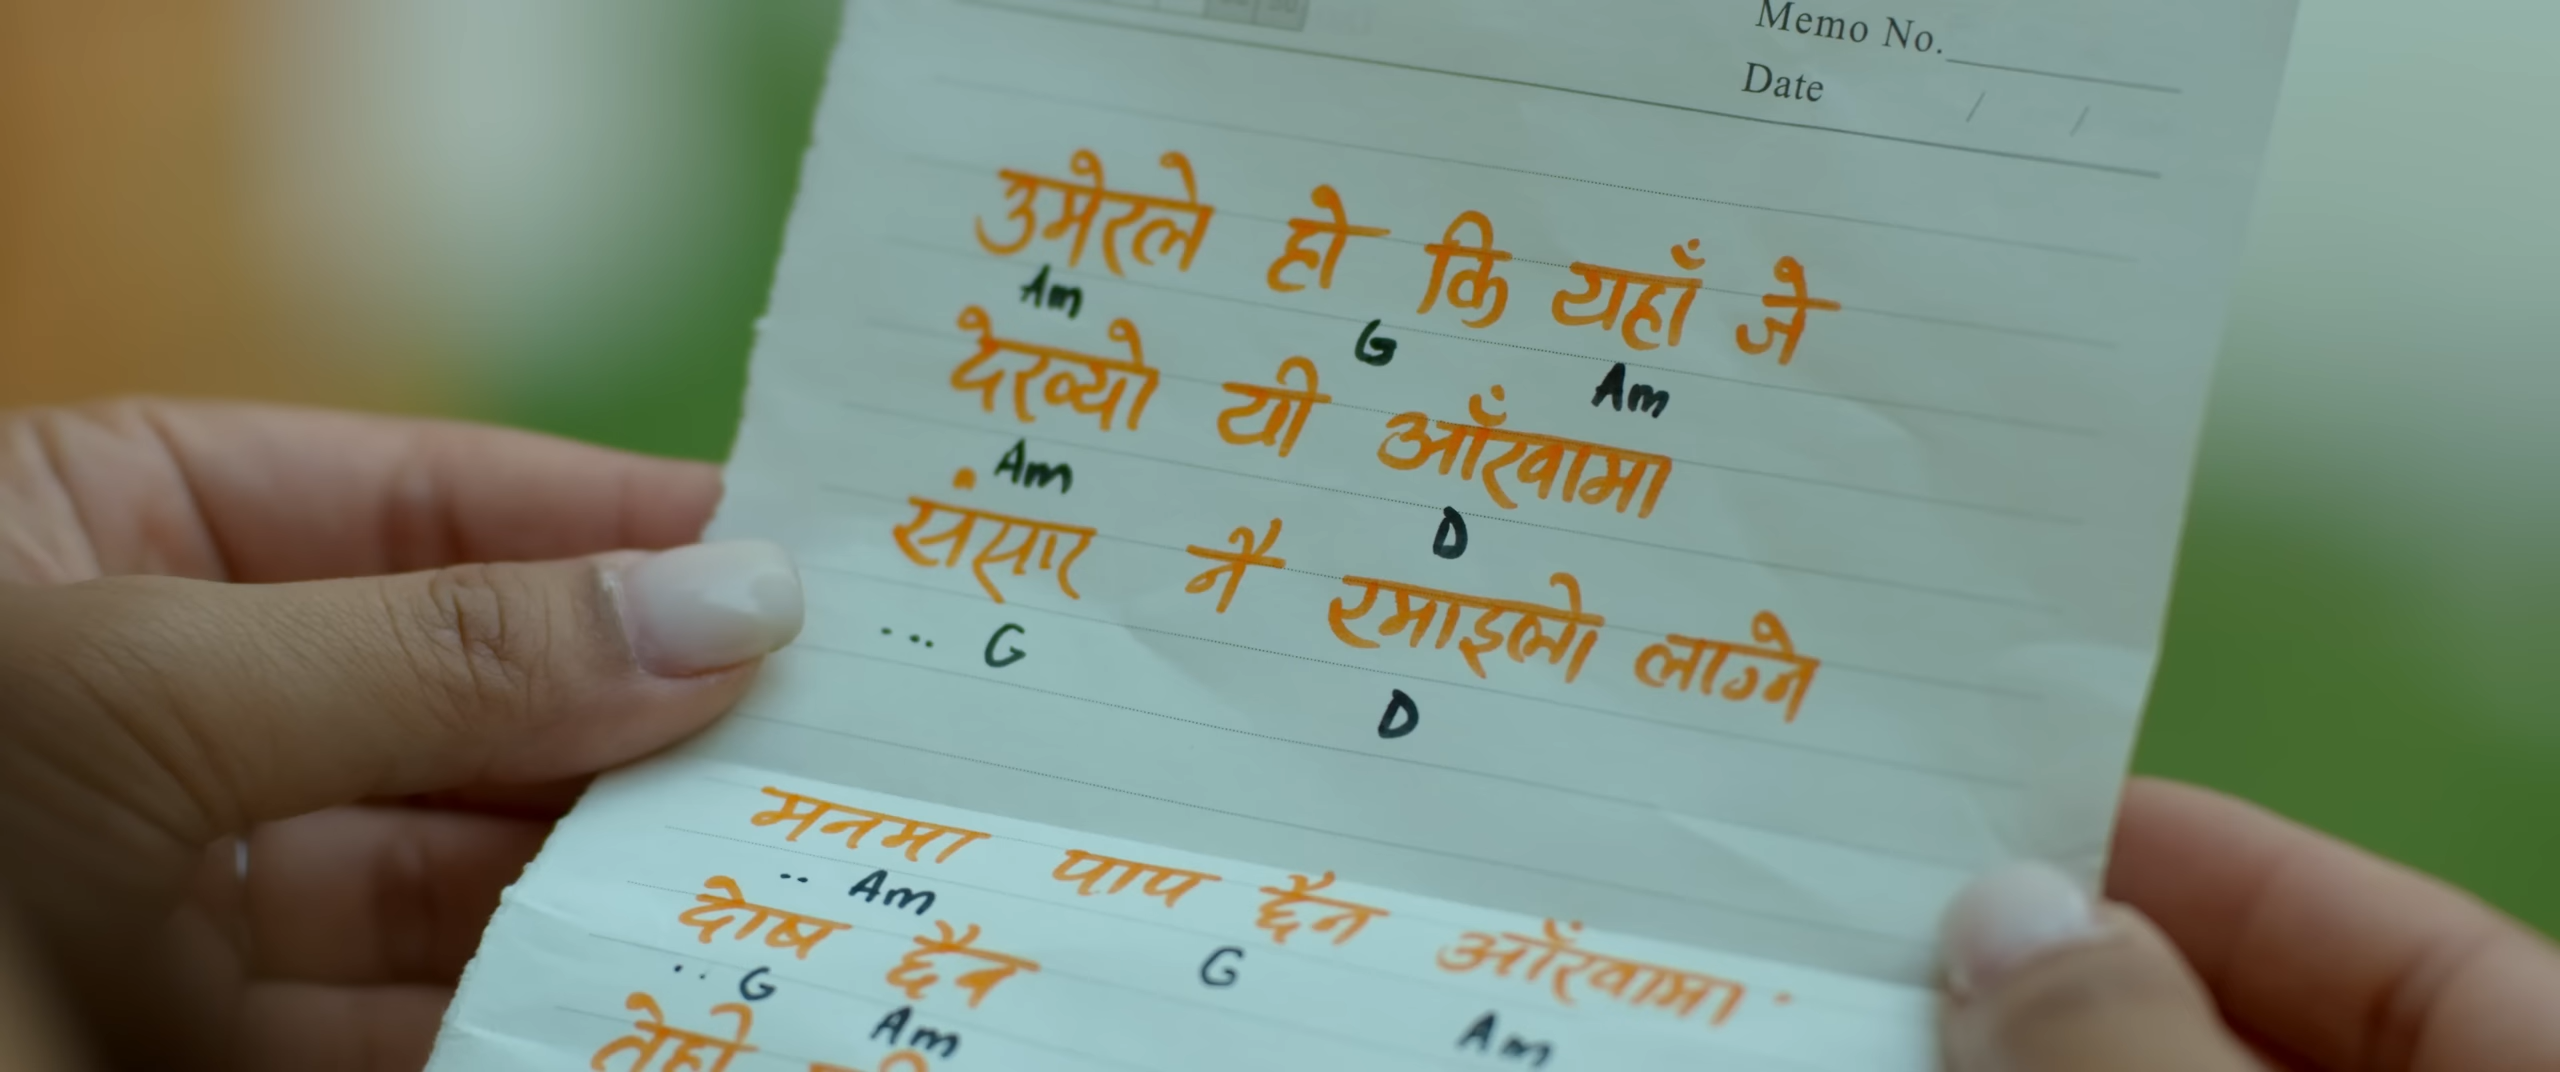 Memo No.
Date / /
उमेरले हो कि यहाँ जे
Am G Am
देख्यो यी आँखामा
Am D
संसार नै रमाइलो लाग्ने
... G D
मनमा पाप छैन आँखामा
.. Am G Am
दोष छैन
.. G Am